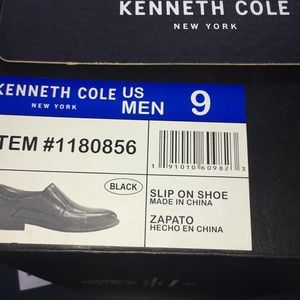 KENNETH COLE
NEW YORK
KENNETH COLE
NEW YORK
US
MEN
9
TEM #1180856
1 91010 60982 3
BLACK
SLIP ON SHOE
MADE IN CHINA
ZAPATO
HECHO EN CHINA